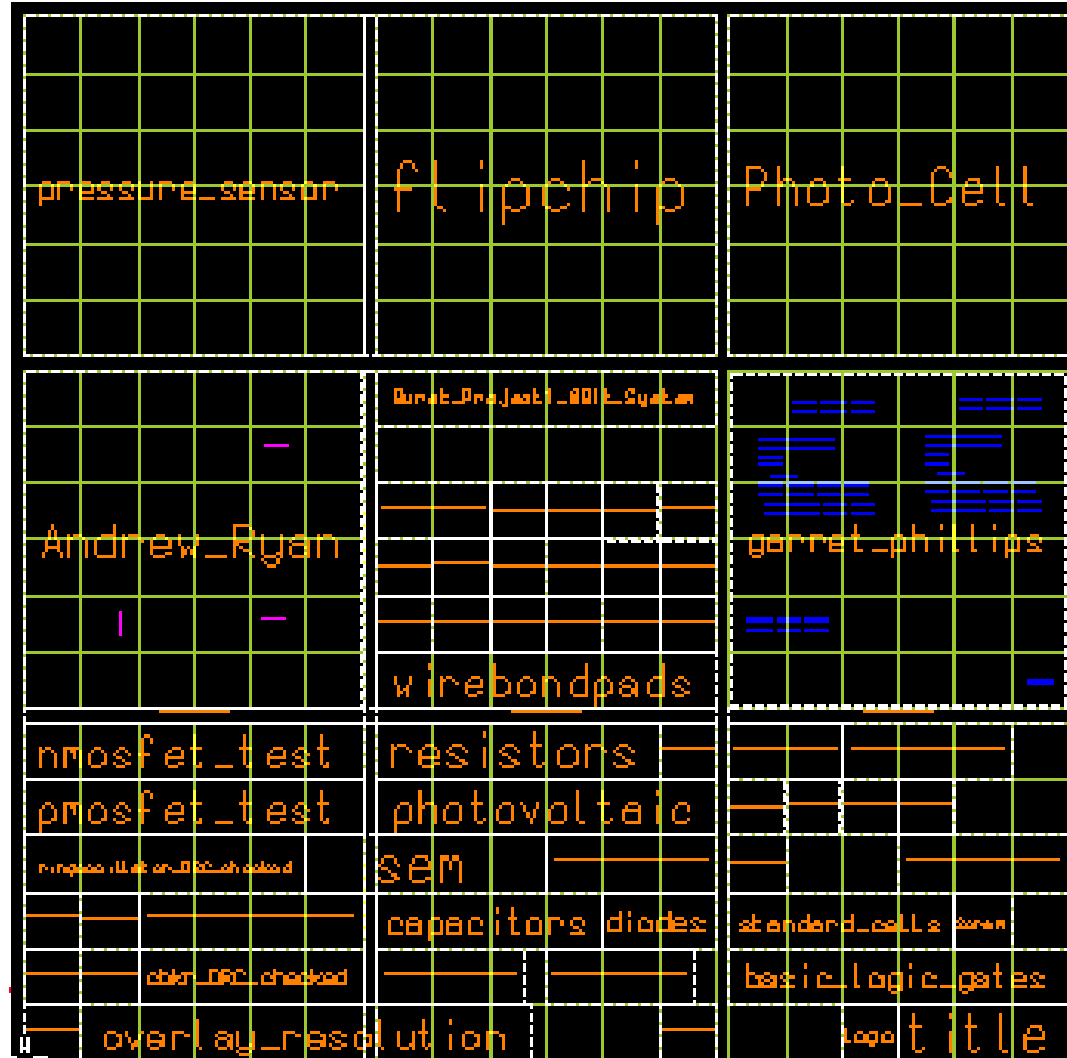 pressure_sensor
flipchip
Photo_Cell
Andrew_Ryan
garret_phillips
wirebondpads
nmosfet_test
resistors
pmosfet_test
photovoltaic
sem
capacitors
diodes
standard_cells
basic_logic_gates
overlay_resolution
logo
title